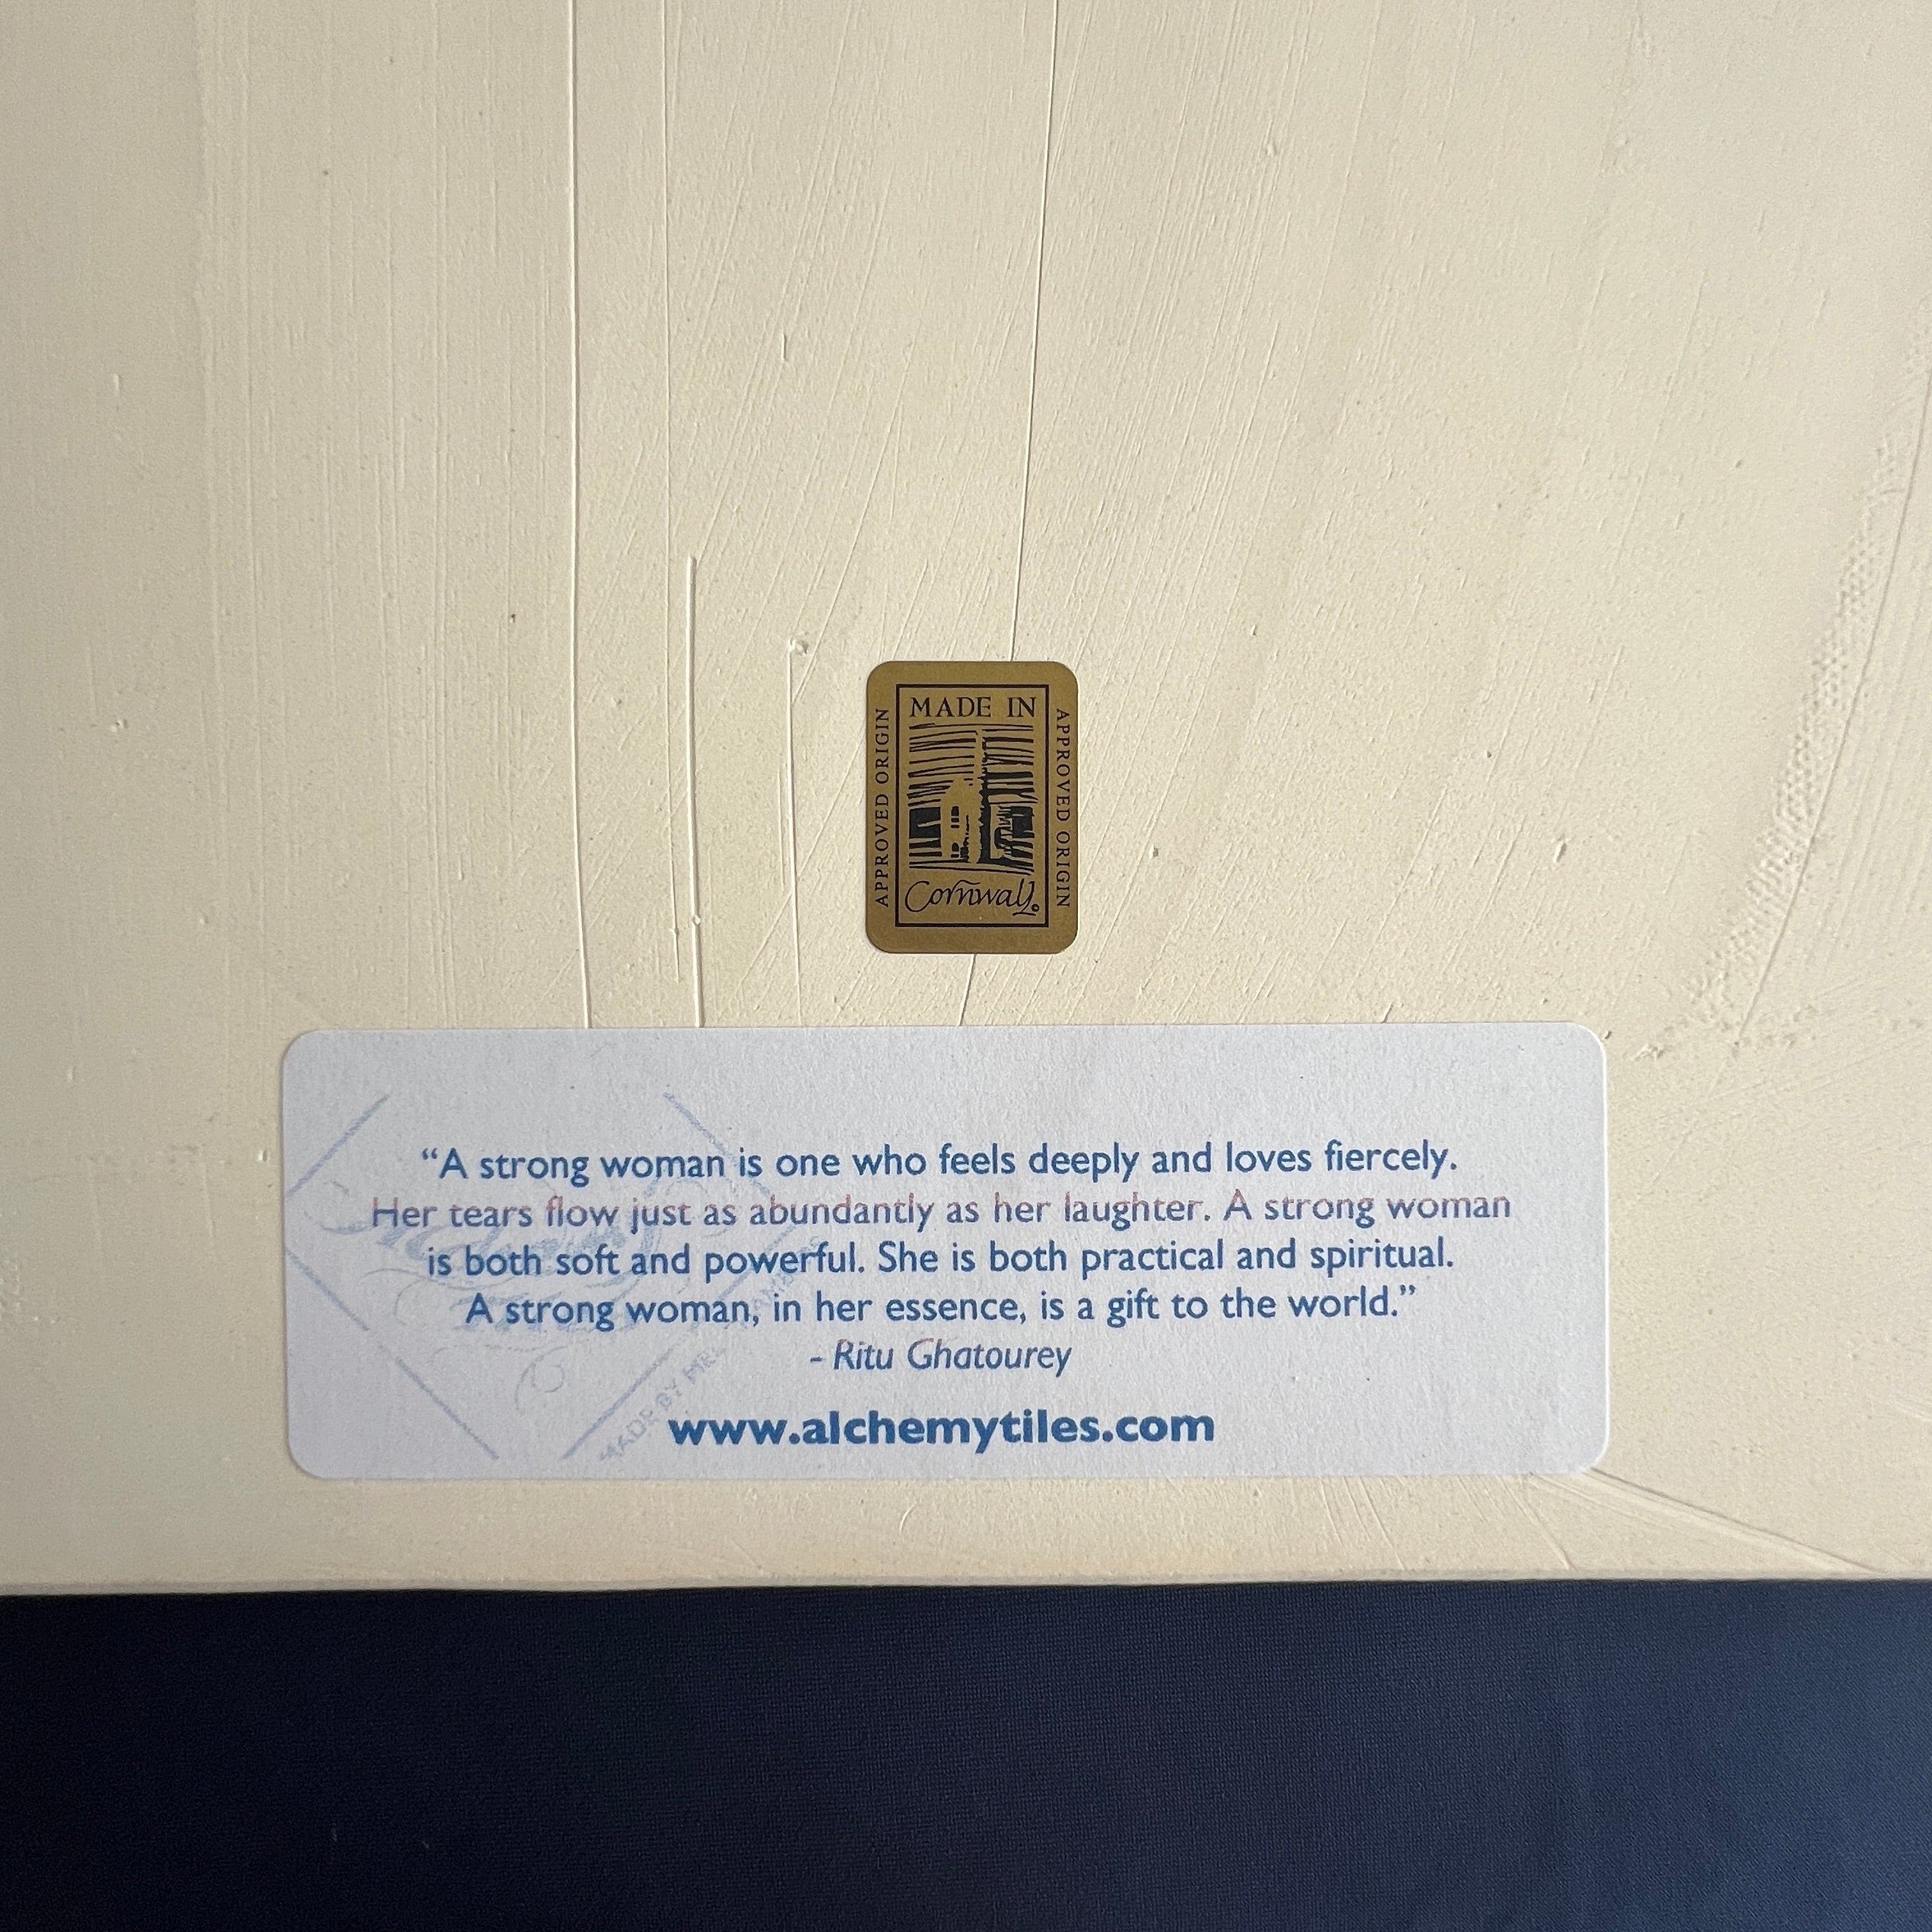 MADE IN
APPROVED ORIGIN
APPROVED ORIGIN
Cornwall
“A strong woman is one who feels deeply and loves fiercely.
Her tears flow just as abundantly as her laughter. A strong woman
is both soft and powerful. She is both practical and spiritual.
A strong woman, in her essence, is a gift to the world.”
- Ritu Ghatourey
www.alchemytiles.com
MADE BY